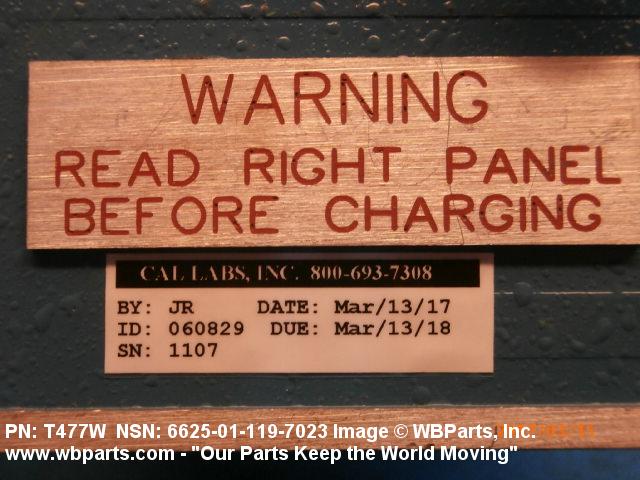 WARNING
READ RIGHT PANEL
BEFORE CHARGING
CAL LABS, INC. 800-693-7308
BY: JR DATE: Mar/13/17
ID: 060829 DUE: Mar/13/18
SN: 1107
PN: T477W NSN: 6625-01-119-7023 Image © WBParts, Inc.
www.wbparts.com - "Our Parts Keep the World Moving"